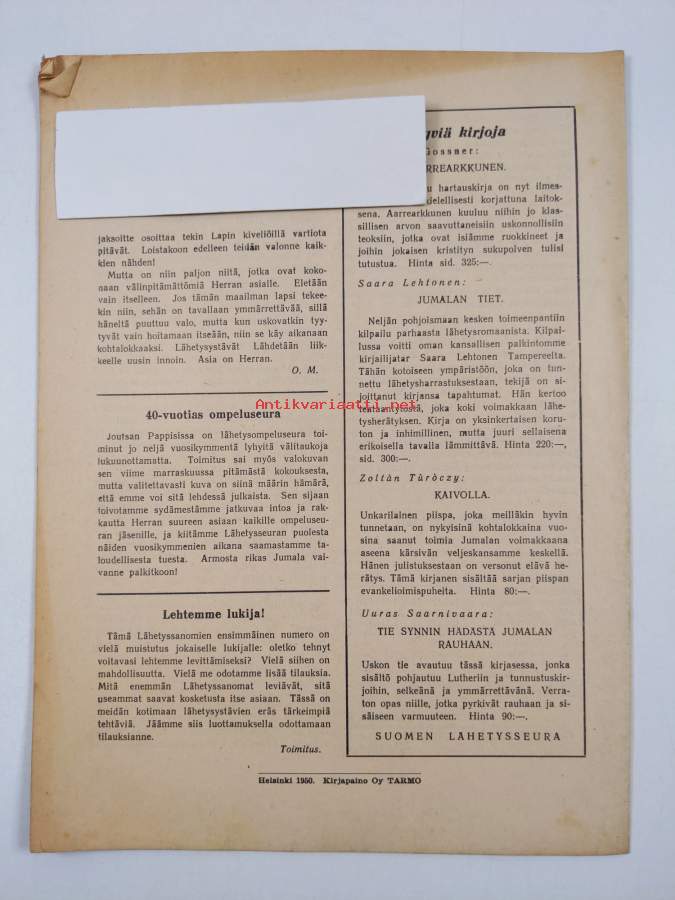 jaksoitte osoittaa tekin Lapin kiveliöillä vartiota
pitävät. Loistakoon edelleen teidän valonne kaik-
kien nähden!
Mutta on niin paljon niitä, jotka ovat koko-
naan välinpitämättömiä Herran asialle. Eletään
vain itselleen. Jos tämän maailman lapsi tekee-
kin niin, sehän on tavallaan ymmärrettävää, sillä
häneltä puuttuu valo, mutta kun uskovatkin tyy-
tyvät vain hoitamaan itseään, niin se käy aikanaan
kohtalokkaaksi. Lähetysystävät Lähdetään liik-
keelle uusin innoin. Asia on Herran.
O. M.
40-vuotias ompeluseura
Joutsan Pappisissa on lähetysompeluseura toi-
minut jo neljä vuosikymmentä lyhyitä välitaukoja
lukuunottamatta. Toimitus sai myös valokuvan
sen viime marraskuussa pitämästä kokouksesta,
mutta valitettavasti kuva on siinä määrin hämärä,
että emme voi sitä lehdessä julkaista. Sen sijaan
toivotamme sydämestämme jatkuvaa intoa ja rak-
kautta Herran suureen asiaan kaikille ompeluseu-
ran jäsenille, ja kiitämme Lähetysseuran puolesta
näiden vuosikymmenien aikana saamastamme ta-
loudellisesta tuesta. Armosta rikas Jumala vai-
vanne palkitkoon!
Lehtemme lukija!
Tämä Lähetyssanomien ensimmäinen numero on
vielä muistutus jokaiselle lukijalle: oletko tehnyt
voitavasi lehtemme levittämiseksi? Vielä siihen on
mahdollisuutta. Vielä me odotamme lisää tilauksia.
Mitä enemmän Lähetyssanomat leviävät, sitä
useammat saavat kosketusta itse asiaan. Tässä on
meidän kotimaan lähetysystävien eräs tärkeimpiä
tehtäviä. Jäämme siis luottamuksella odottamaan
tilauksianne.
Toimitus.
yviä kirjoja
Gossner:
RREARKKUNEN.
u hartauskirja on nyt ilmes-
delellisesti korjattuna laitok-
sena. Aarrearkkunen kuuluu niihin jo klas-
sillisen arvon saavuttaneisiin uskonnollisiin
teoksiin, jotka ovat isiämme ruokkineet ja
joihin jokaisen kristityn sukupolven tulisi
tutustua. Hinta sid. 325:—.
Saara Lehtonen:
JUMALAN TIET.
Neljän pohjoismaan kesken toimeenpantiin
kilpailu parhaasta lähetysromaanista. Kilpai-
lussa voitti oman kansallisen palkintomme
kirjailijatar Saara Lehtonen Tampereelta.
Tähän kotoiseen ympäristöön, joka on tun-
nettu lähetysharrastuksestaan, tekijä on si-
joittanut kirjansa tapahtumat. Hän kertoo
tehtaantytöstä, joka koki voimakkaan lähe-
tysherätyksen. Kirja on yksinkertaisen koru-
ton ja inhimillinen, mutta juuri sellaisena
erikoisella tavalla lämmittävä. Hinta 220:—,
sid. 300:—.
Zoltàn Tùròczy:
KAIVOLLA.
Unkarilainen piispa, joka meilläkin hyvin
tunnetaan, on nykyisinä kohtalokkaina vuo-
sina saanut toimia Jumalan voimakkaana
aseena kärsivän veljeskansamme keskellä.
Hänen julistuksestaan on versonut elävä he-
rätys. Tämä kirjanen sisältää sarjan piispan
evankelioimispuheita. Hinta 80:—.
Uuras Saarnivaara:
TIE SYNNIN HÄDÄSTÄ JUMALAN
RAUHAAN.
Uskon tie avautuu tässä kirjasessa, jonka
sisältö pohjautuu Lutheriin ja tunnustuskir-
joihin, selkeänä ja ymmärrettävänä. Verra-
ton opas niille, jotka pyrkivät rauhaan ja si-
säiseen varmuuteen. Hinta 90:—.
SUOMEN LÄHETYSSEURA
Helsinki 1950. Kirjapaino Oy TARMO
Antikvariaatti.net